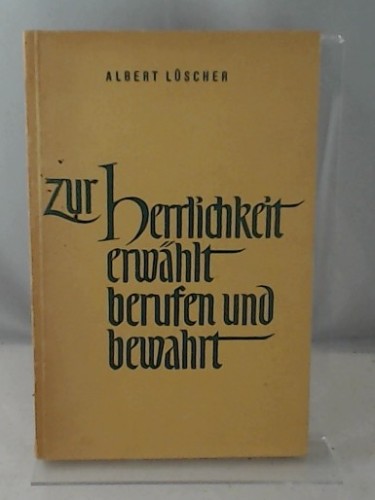 ALBERT LÜSCHER
zur Herrlichkeit
erwählt
berufen und
bewahrt